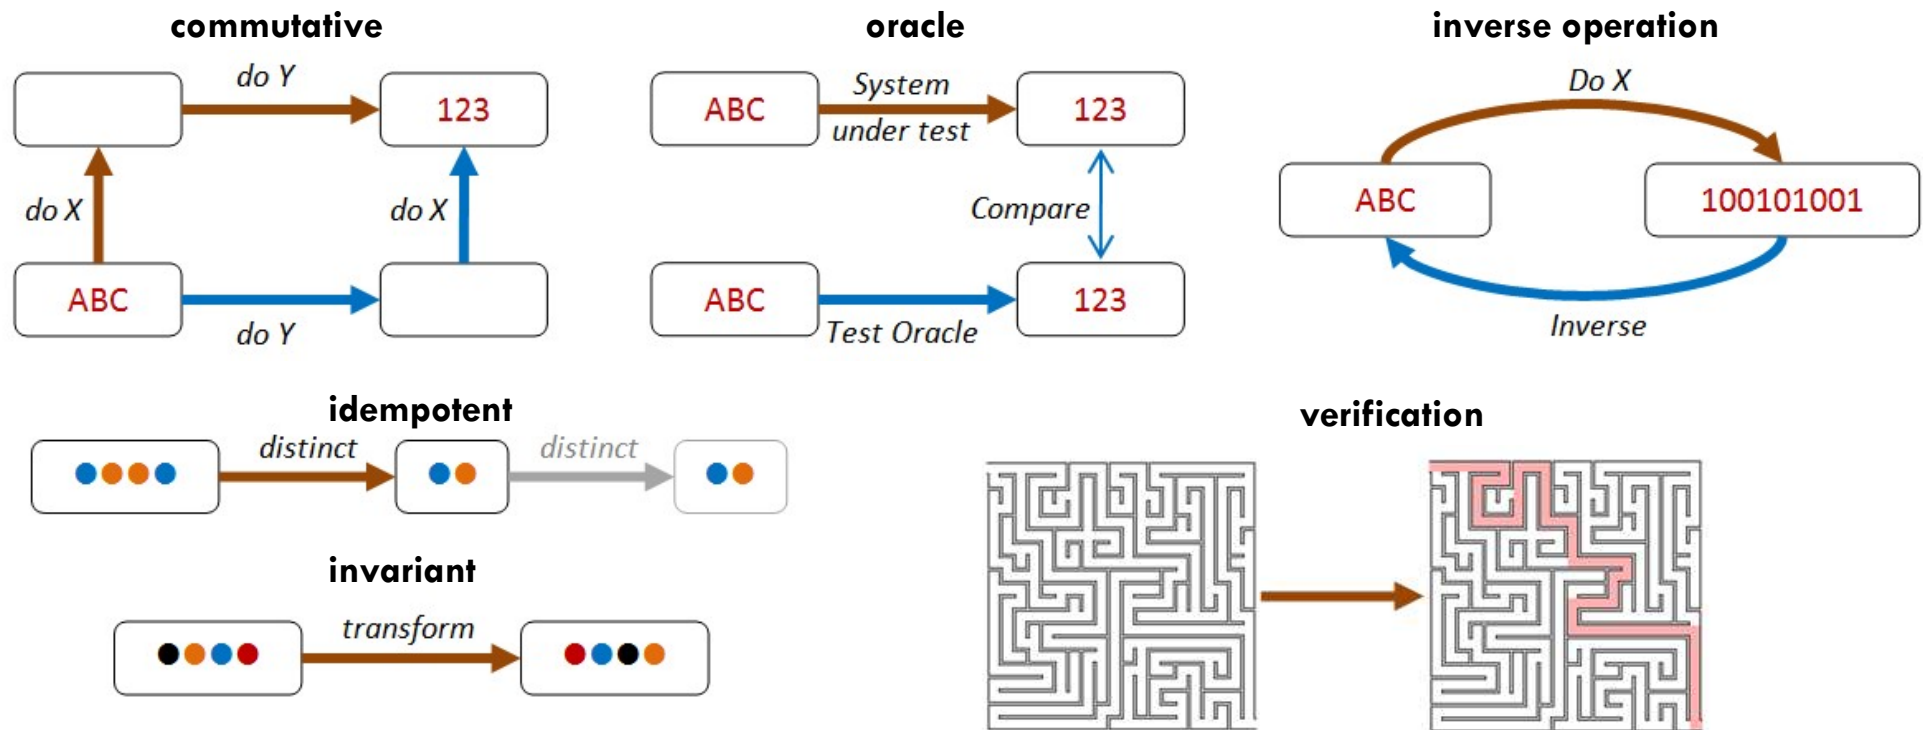 commutative
do Y
123
do X
do X
ABC
do Y
oracle
ABC
System
under test
123
Compare
ABC
Test Oracle
123
inverse operation
Do X
ABC
100101001
Inverse
idempotent
distinct
distinct
invariant
transform
verification